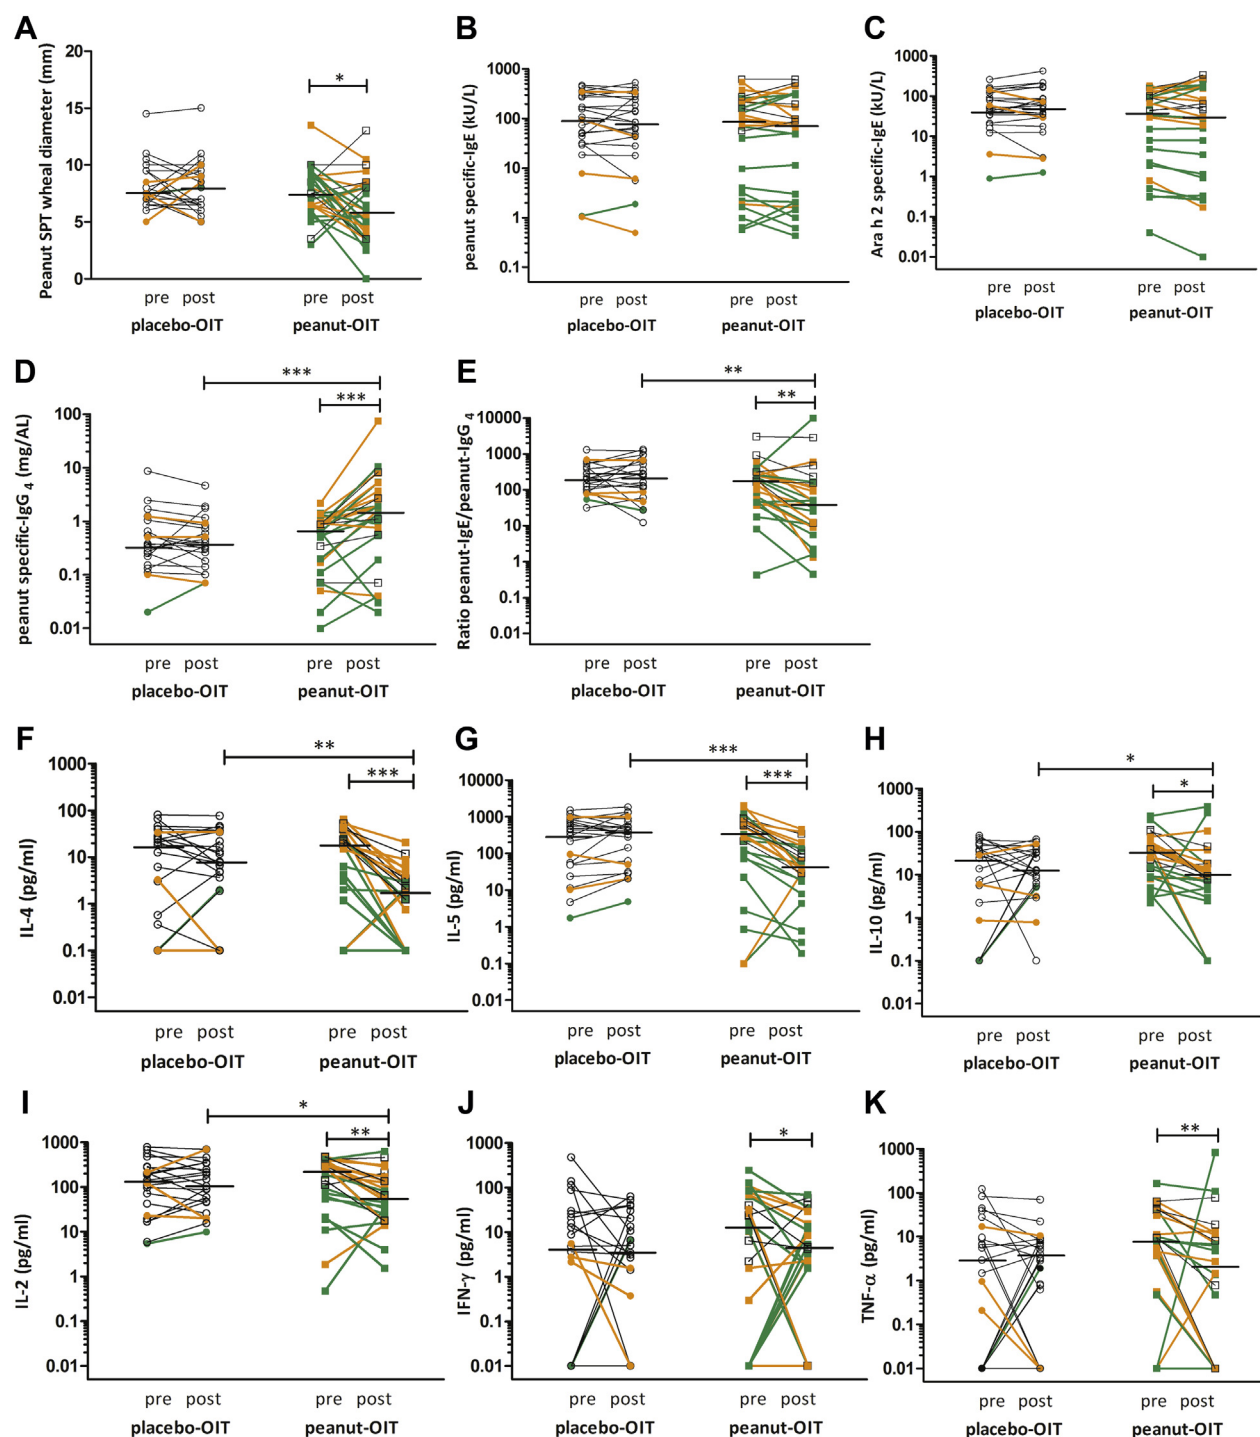 A
Peanut SPT wheal diameter (mm)
20
15
10
5
0
*
pre post
placebo-OIT
pre post
peanut-OIT
B
peanut specific-IgE (kU/L)
1000
100
10
1
0.1
pre post
placebo-OIT
pre post
peanut-OIT
C
Ara h 2 specific-IgE (kU/L)
1000
100
10
1
0.1
0.01
pre post
placebo-OIT
pre post
peanut-OIT
D
peanut specific-IgG4 (mg/AL)
100
10
1
0.1
0.01
***
***
pre post
placebo-OIT
pre post
peanut-OIT
E
Ratio peanut-IgE/peanut-IgG4
10000
1000
100
10
1
0.1
0.01
**
**
pre post
placebo-OIT
pre post
peanut-OIT
F
IL-4 (pg/ml)
1000
100
10
1
0.1
0.01
**
***
pre post
placebo-OIT
pre post
peanut-OIT
G
IL-5 (pg/ml)
10000
1000
100
10
1
0.1
0.01
***
***
pre post
placebo-OIT
pre post
peanut-OIT
H
IL-10 (pg/ml)
1000
100
10
1
0.1
0.01
*
*
pre post
placebo-OIT
pre post
peanut-OIT
I
IL-2 (pg/ml)
1000
100
10
1
0.1
0.01
*
**
pre post
placebo-OIT
pre post
peanut-OIT
J
IFN-γ (pg/ml)
1000
100
10
1
0.1
0.01
*
pre post
placebo-OIT
pre post
peanut-OIT
K
TNF-α (pg/ml)
1000
100
10
1
0.1
0.01
**
pre post
placebo-OIT
pre post
peanut-OIT